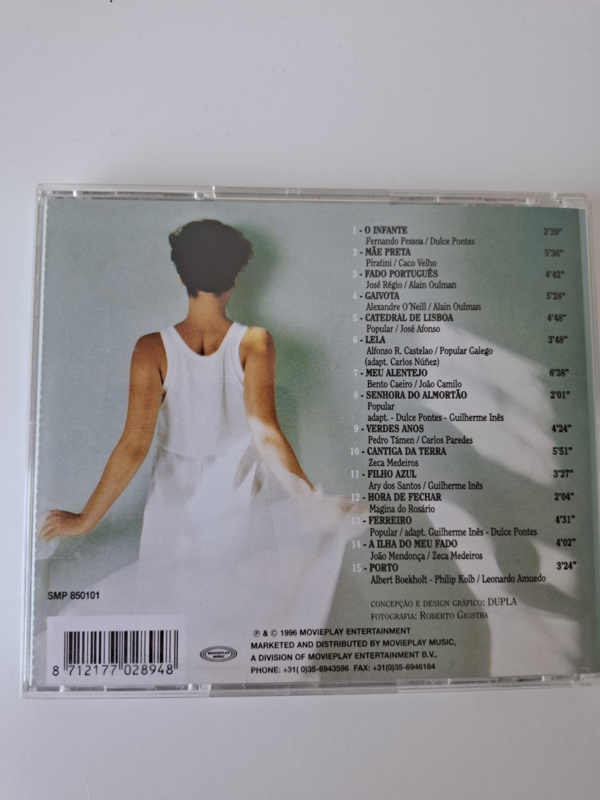 1 - O INFANTE 2'39"
Fernando Pessoa / Dulce Pontes
2 - MÃE PRETA 5'36"
Piratini / Caco Velho
3 - FADO PORTUGUÊS 4'42"
José Régio / Alain Oulman
4 - GAIVOTA 5'28"
Alexandre O'Neill / Alain Oulman
5 - CATEDRAL DE LISBOA 4'48"
Popular / José Afonso
6 - LELA 3'48"
Alfonso R. Castelao / Popular Galego
(adapt. Carlos Núñez)
7 - MEU ALENTEJO 6'38"
Bento Caeiro / João Camilo
8 - SENHORA DO ALMORTÃO 2'01"
Popular
adapt. - Dulce Pontes - Guilherme Inês
9 - VERDES ANOS 4'24"
Pedro Támen / Carlos Paredes
10 - CANTIGA DA TERRA 5'51"
Zeca Medeiros
11 - FILHO AZUL 3'27"
Ary dos Santos / Guilherme Inês
12 - HORA DE FECHAR 2'04"
Magina do Rosário
13 - FERREIRO 4'31"
Popular / adapt. Guilherme Inês - Dulce Pontes
14 - A ILHA DO MEU FADO 4'02"
João Mendonça / Zeca Medeiros
15 - PORTO 3'24"
Albert Boekholt - Philip Kolb / Leonardo Amuedo
CONCEPÇÃO E DESIGN GRÁFICO: DUPLA
FOTOGRAFIA: ROBERTO GIOSTRA
SMP 850101
8 712177 028948
MOVIEPLAY MUSIC
℗ & © 1996 MOVIEPLAY ENTERTAINMENT
MARKETED AND DISTRIBUTED BY MOVIEPLAY MUSIC,
A DIVISION OF MOVIEPLAY ENTERTAINMENT B.V.,
PHONE: +31( 0)35-6943596 FAX: +31(0)35-6946184